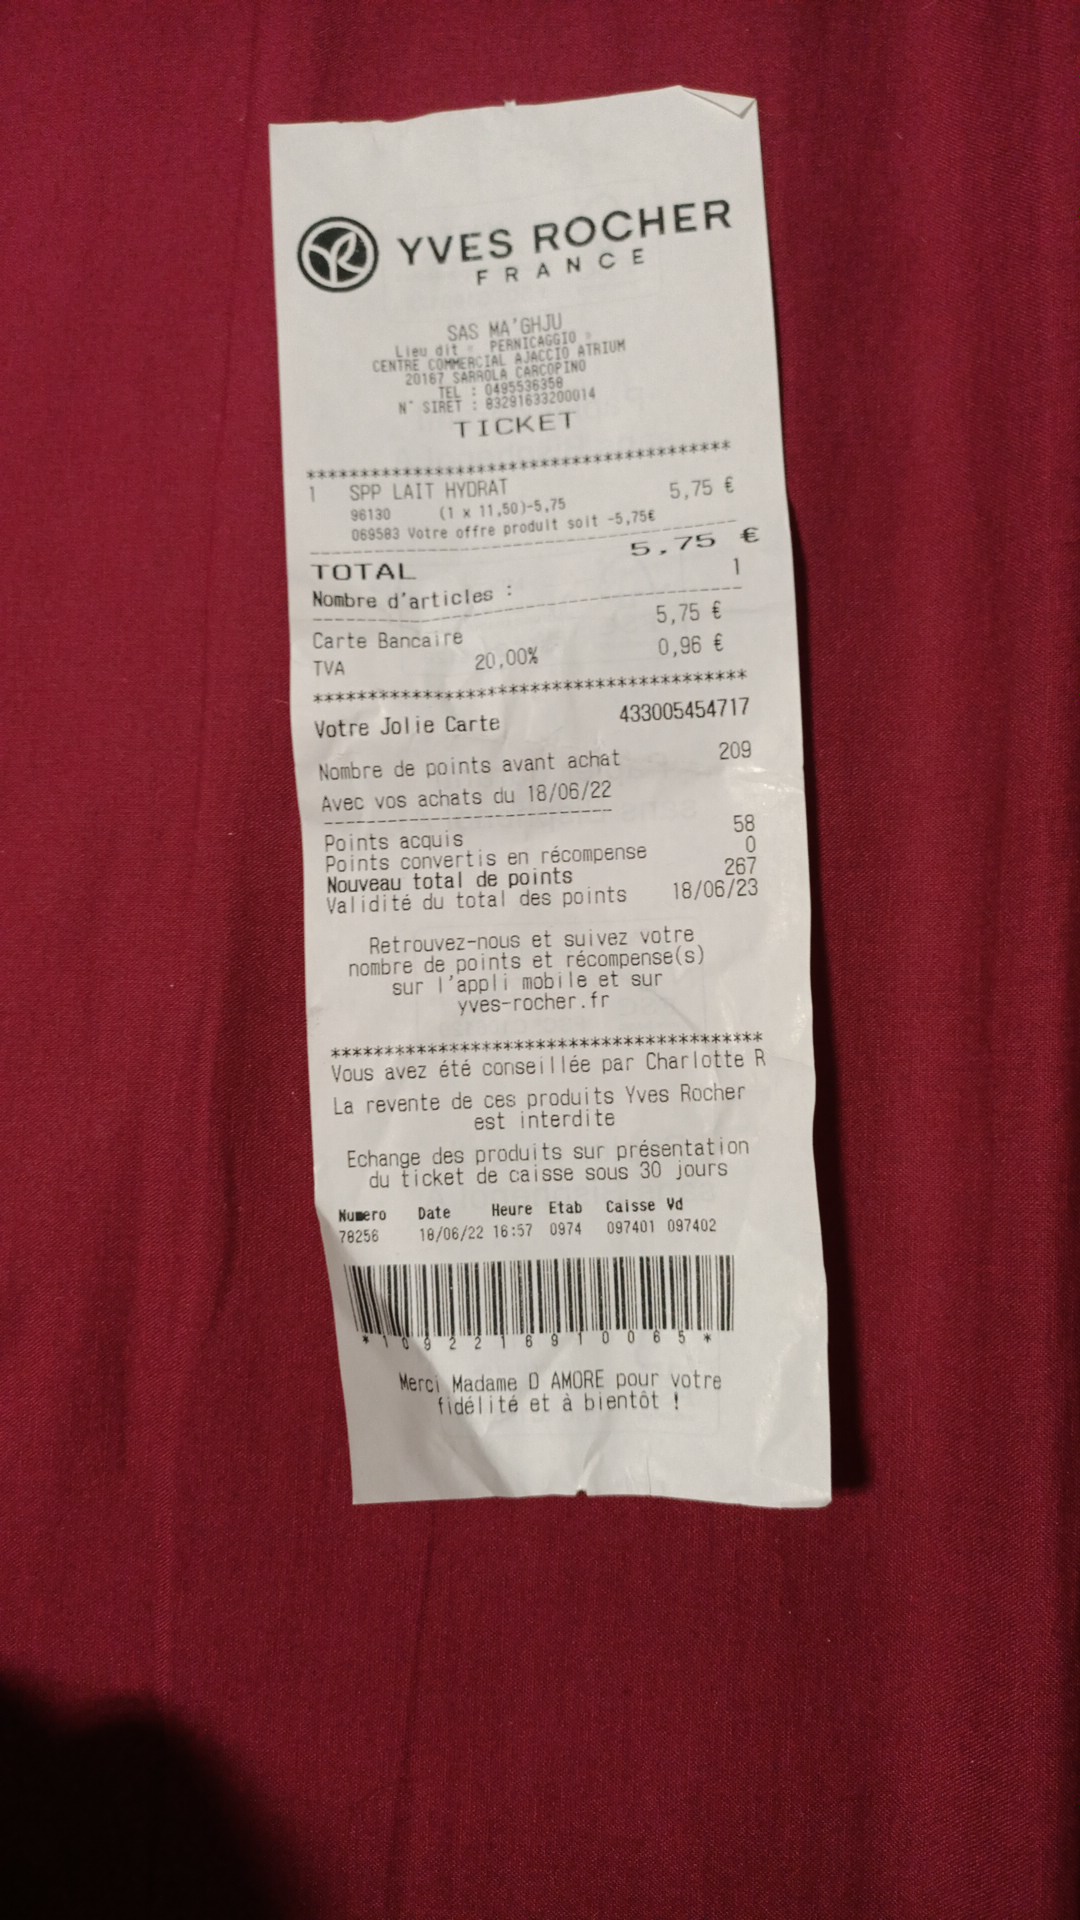 YVES ROCHER
FRANCE
SAS MA'GHJU
Lieu dit " PERNICAGGIO "
CENTRE COMMERCIAL AJACCIO ATRIUM
20167 SARROLA CARCOPINO
TEL : 0495536358
N° SIRET : 83291633200014
TICKET
****************************************
1 SPP LAIT HYDRAT 5,75 €
96130 (1 x 11,50)-5,75
069583 Votre offre produit soit -5,75€
TOTAL 5,75 €
Nombre d'articles : 1
Carte Bancaire 5,75 €
TVA 20,00% 0,96 €
****************************************
Votre Jolie Carte 433005454717
Nombre de points avant achat 209
Avec vos achats du 18/06/22
Points acquis 58
Points convertis en récompense 0
Nouveau total de points 267
Validité du total des points 18/06/23
Retrouvez-nous et suivez votre
nombre de points et récompense(s)
sur l'appli mobile et sur
yves-rocher.fr
****************************************
Vous avez été conseillée par Charlotte R
La revente de ces produits Yves Rocher
est interdite
Echange des produits sur présentation
du ticket de caisse sous 30 jours
Numero Date Heure Etab Caisse Vd
78256 18/06/22 16:57 0974 097401 097402
*1092216910065*
Merci Madame D AMORE pour votre
fidélité et à bientôt !